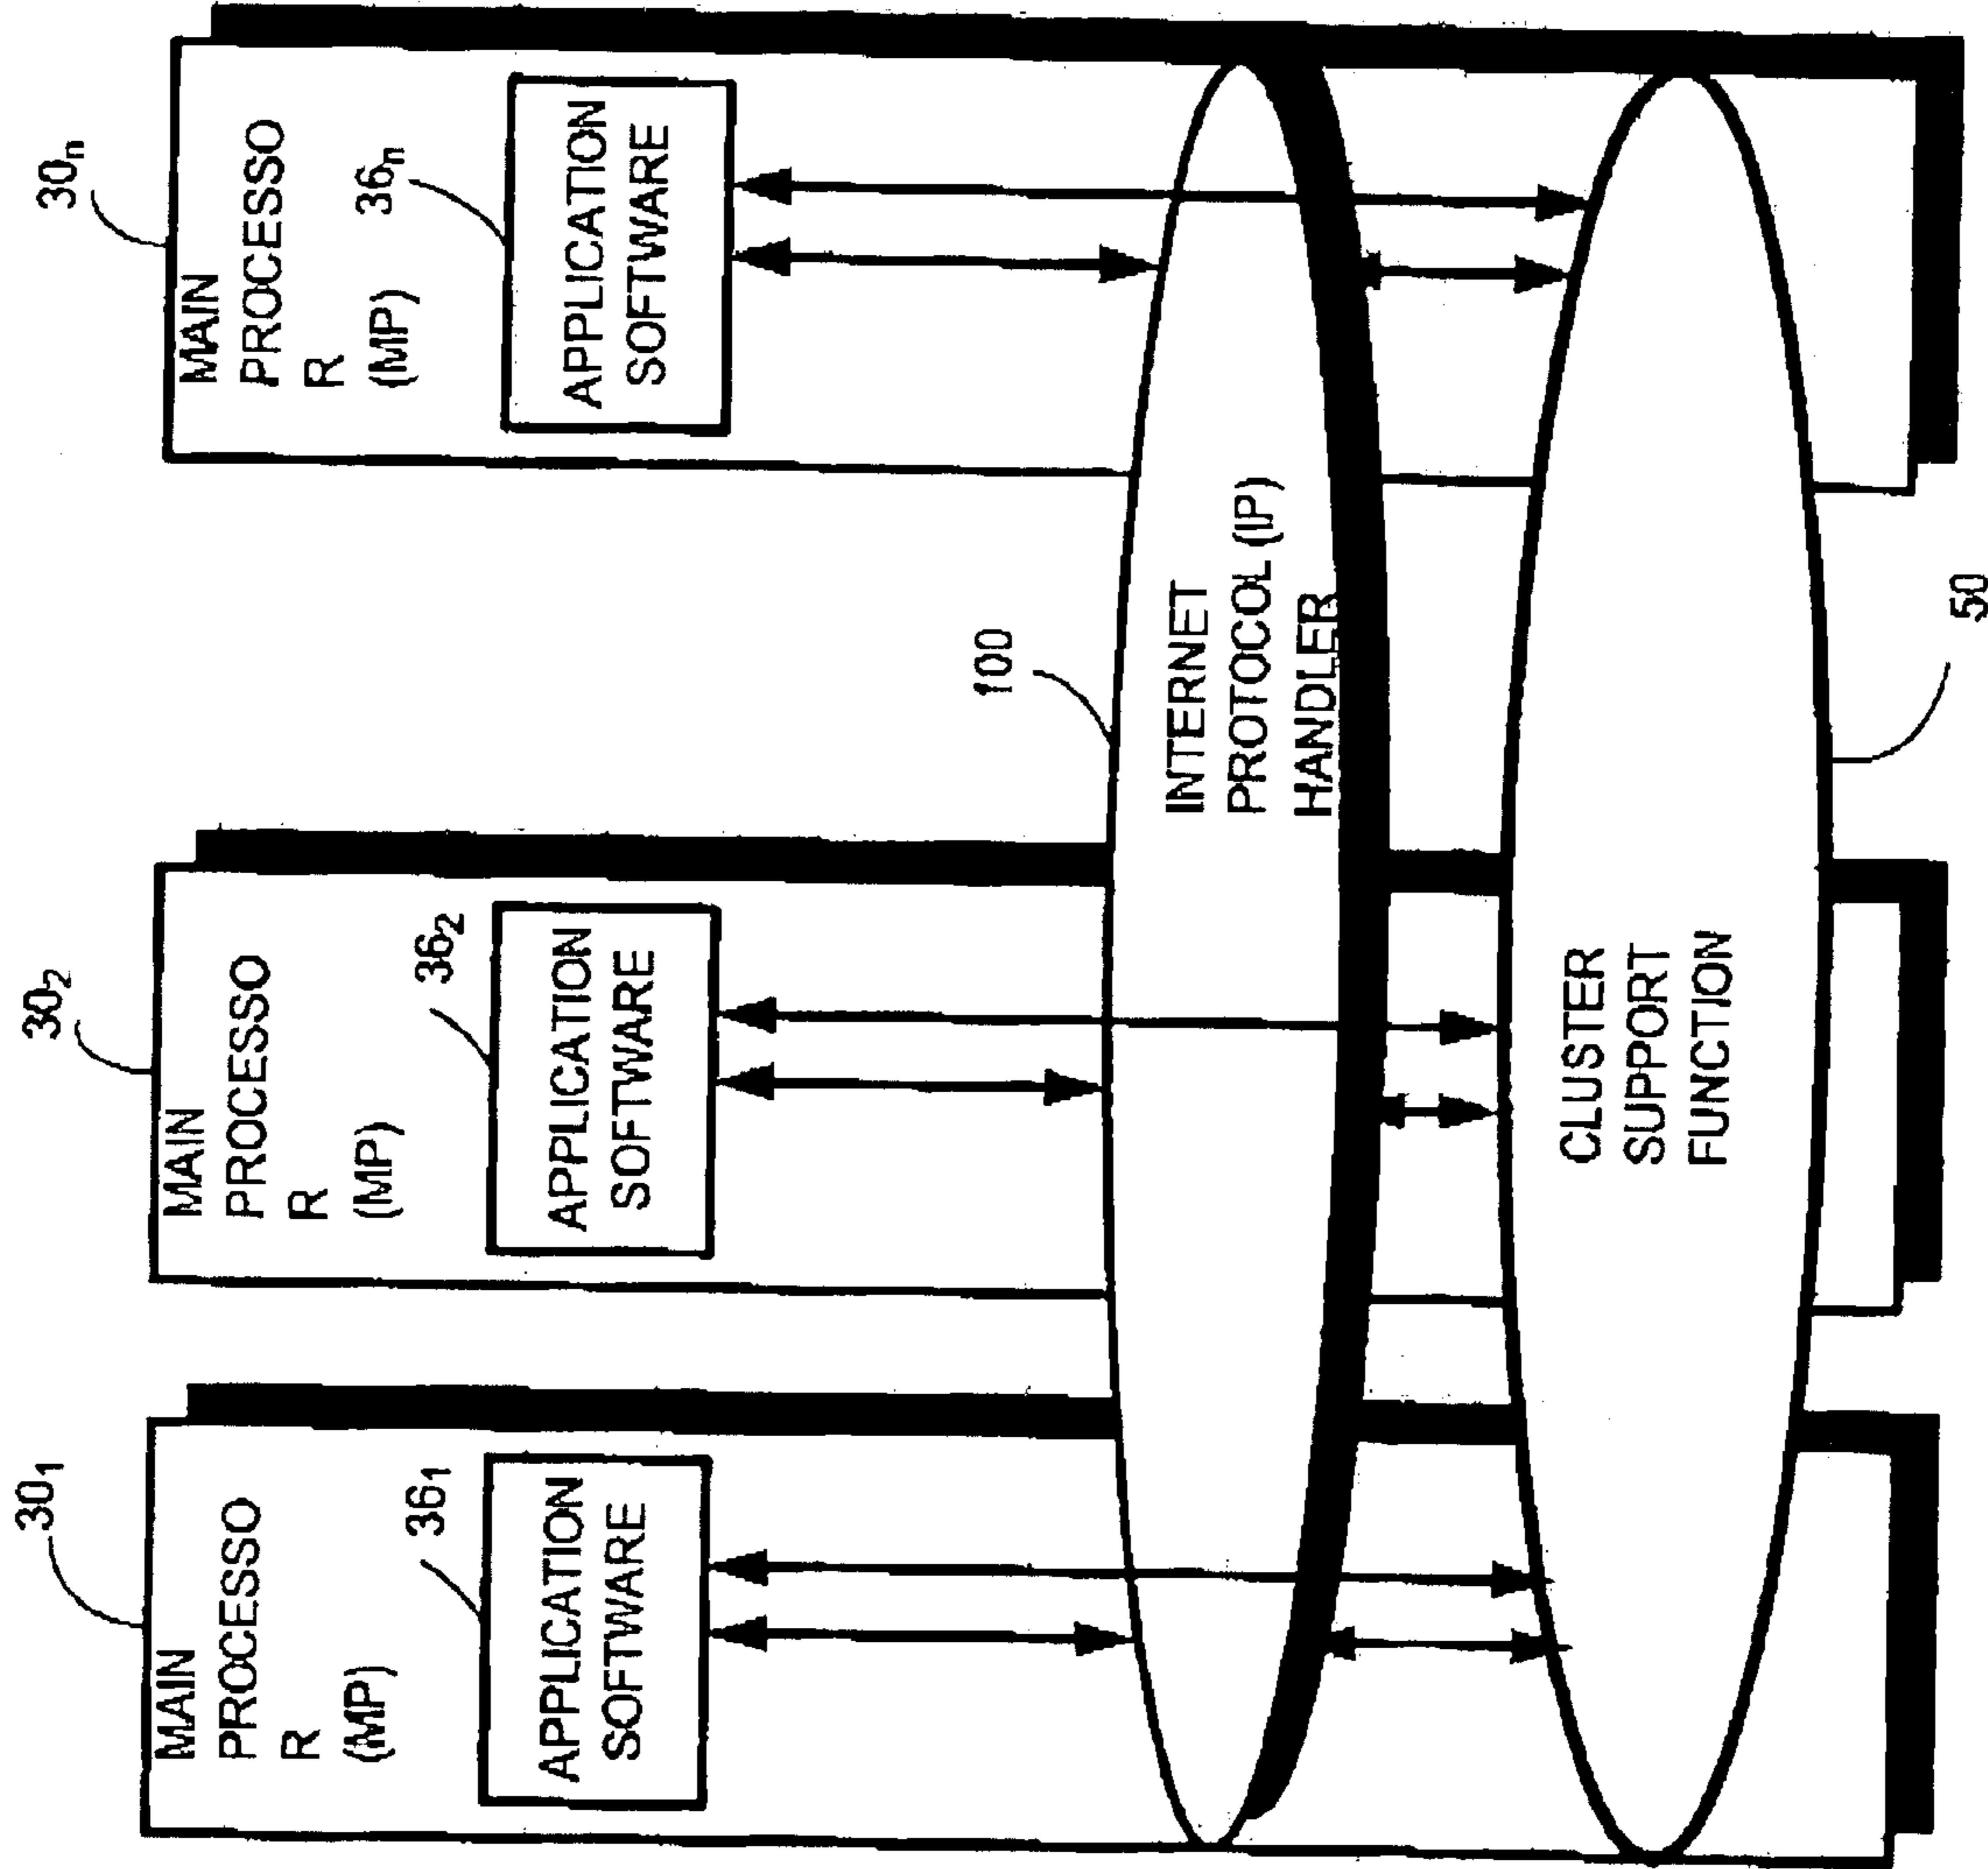 30₁
MAIN
PROCESSO
R
(MP)
36₁
APPLICATION
SOFTWARE
30₂
MAIN
PROCESSO
R
(MP)
36₂
APPLICATION
SOFTWARE
30ₙ
MAIN
PROCESSO
R
(MP)
36ₙ
APPLICATION
SOFTWARE
100
INTERNET
PROTOCOL (IP)
HANDLER
CLUSTER
SUPPORT
FUNCTION
50